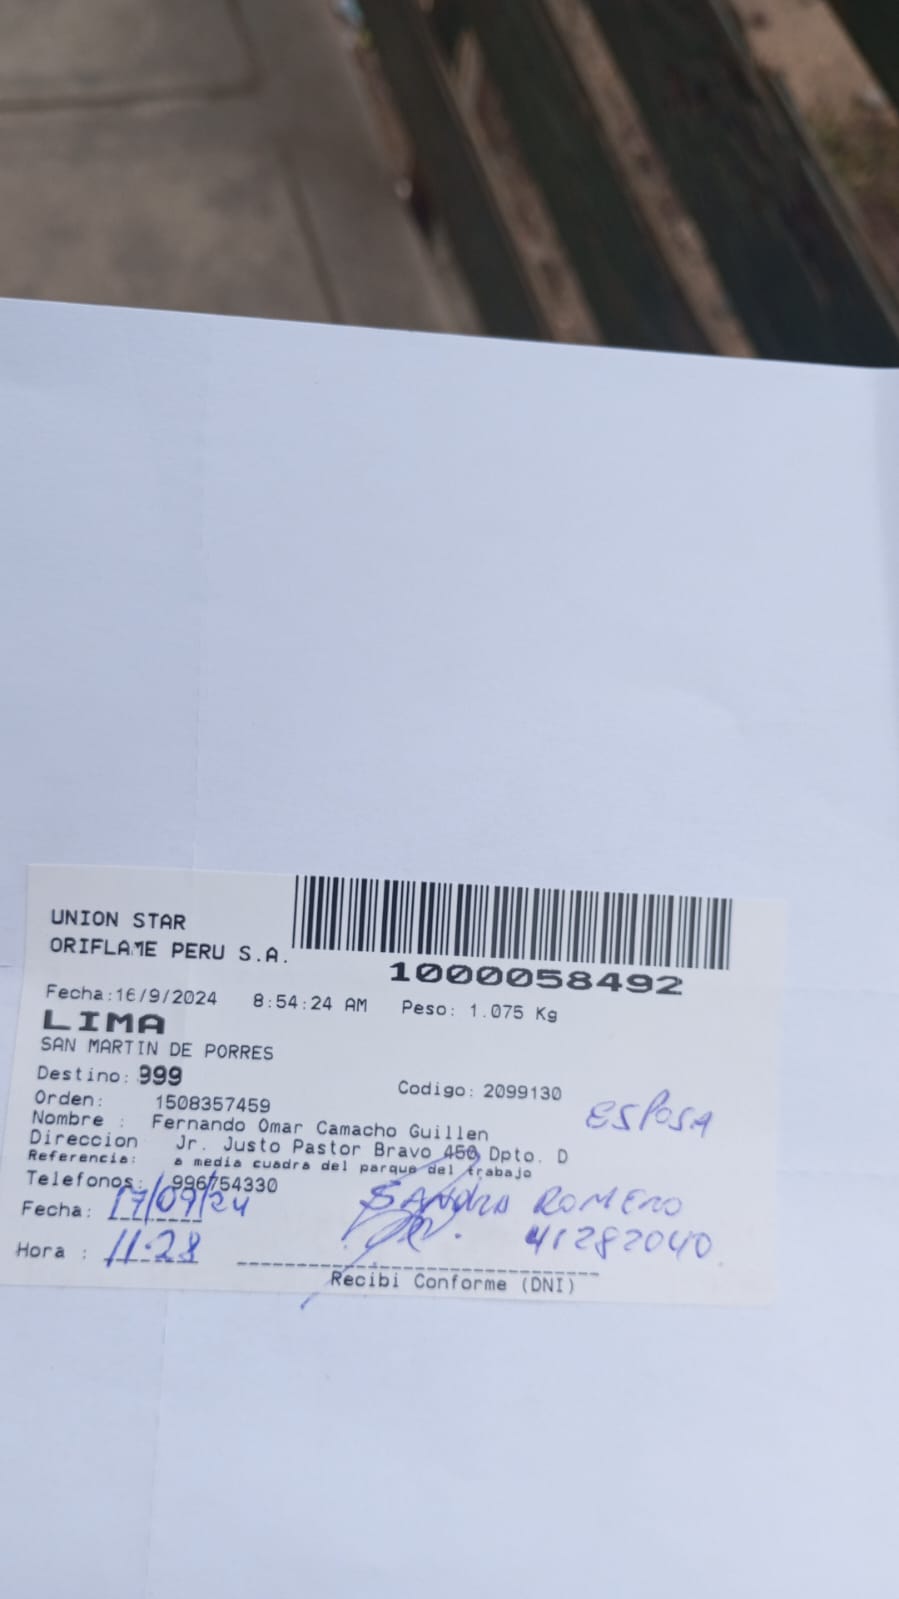 UNION STAR
ORIFLAME PERU S.A.
1000058492
Fecha:16/9/2024 8:54:24 AM Peso: 1.075 Kg
LIMA
SAN MARTIN DE PORRES
Destino: 999
Codigo: 2099130
Orden: 1508357459
ESPOSA
Nombre : Fernando Omar Camacho Guillen
Direccion Jr. Justo Pastor Bravo 450 Dpto. D
Referencia: a media cuadra del parque del trabajo
Telefonos: 996754330
Fecha: 17/09/24
SANDRA ROMERO
41282040
Hora : 11:28
Recibi Conforme (DNI)